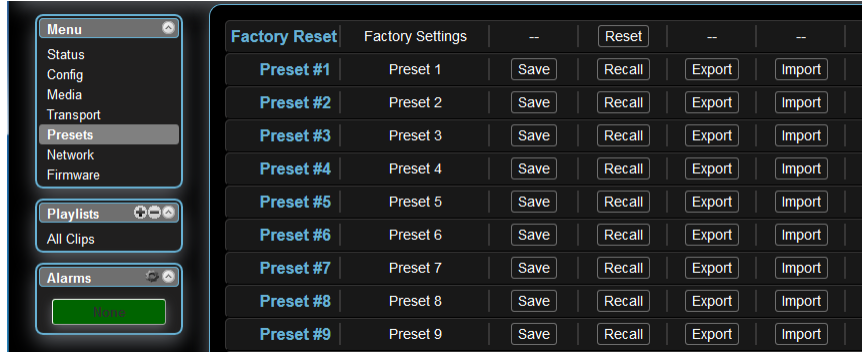 Menu
Status
Config
Media
Transport
Presets
Network
Firmware
Playlists
All Clips
Alarms
None
Factory Reset Factory Settings -- Reset -- --
Preset #1 Preset 1 Save Recall Export Import
Preset #2 Preset 2 Save Recall Export Import
Preset #3 Preset 3 Save Recall Export Import
Preset #4 Preset 4 Save Recall Export Import
Preset #5 Preset 5 Save Recall Export Import
Preset #6 Preset 6 Save Recall Export Import
Preset #7 Preset 7 Save Recall Export Import
Preset #8 Preset 8 Save Recall Export Import
Preset #9 Preset 9 Save Recall Export Import